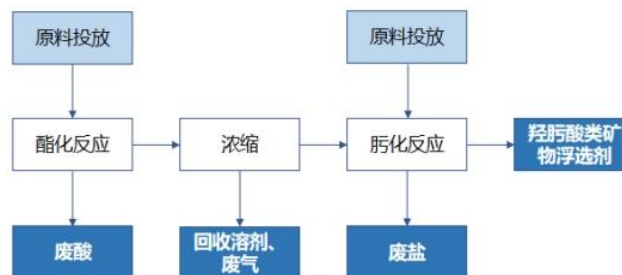 原料投放
原料投放
酯化反应
浓缩
肟化反应
羟肟酸类矿
物浮选剂
废酸
回收溶剂、
废气
废盐